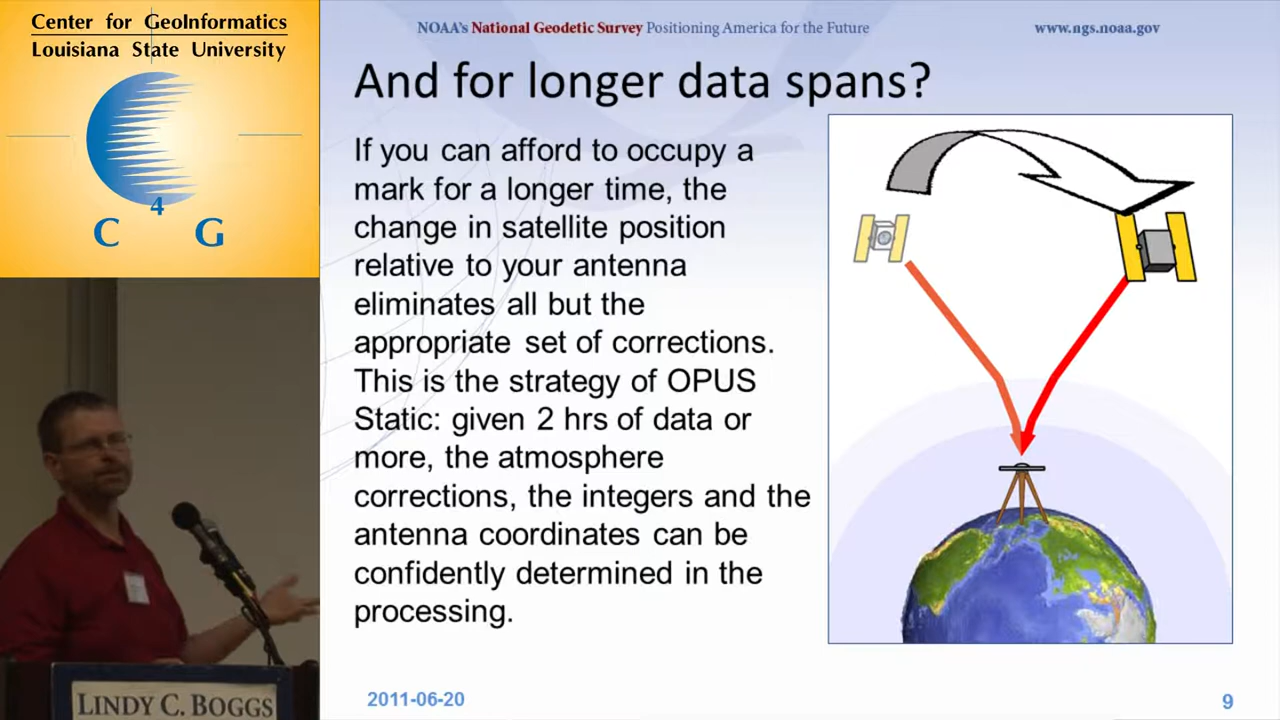 Center for GeoInformatics
Louisiana State University
C 4 G
NOAA's National Geodetic Survey Positioning America for the Future
www.ngs.noaa.gov
And for longer data spans?
If you can afford to occupy a
mark for a longer time, the
change in satellite position
relative to your antenna
eliminates all but the
appropriate set of corrections.
This is the strategy of OPUS
Static: given 2 hrs of data or
more, the atmosphere
corrections, the integers and the
antenna coordinates can be
confidently determined in the
processing.
LINDY C. BOGGS
2011-06-20
9